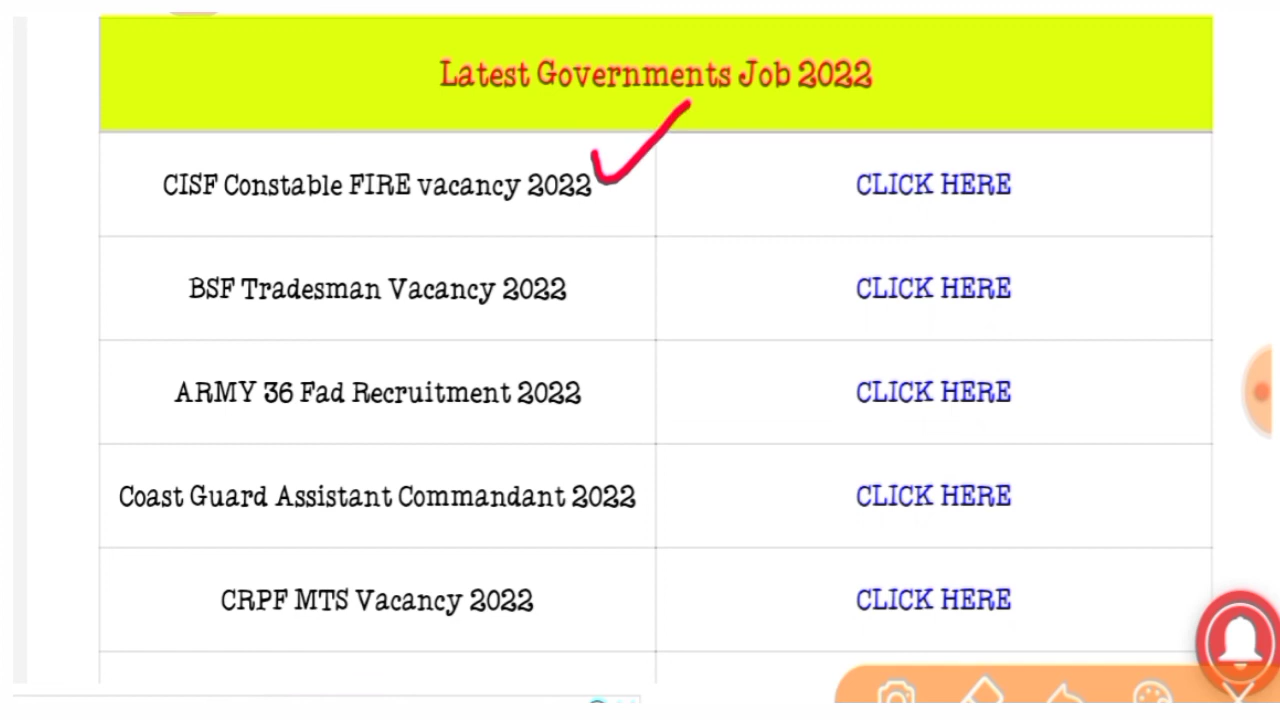 Latest Governments Job 2022
CISF Constable FIRE vacancy 2022
CLICK HERE
BSF Tradesman Vacancy 2022
CLICK HERE
ARMY 36 Fad Recruitment 2022
CLICK HERE
Coast Guard Assistant Commandant 2022
CLICK HERE
CRPF MTS Vacancy 2022
CLICK HERE